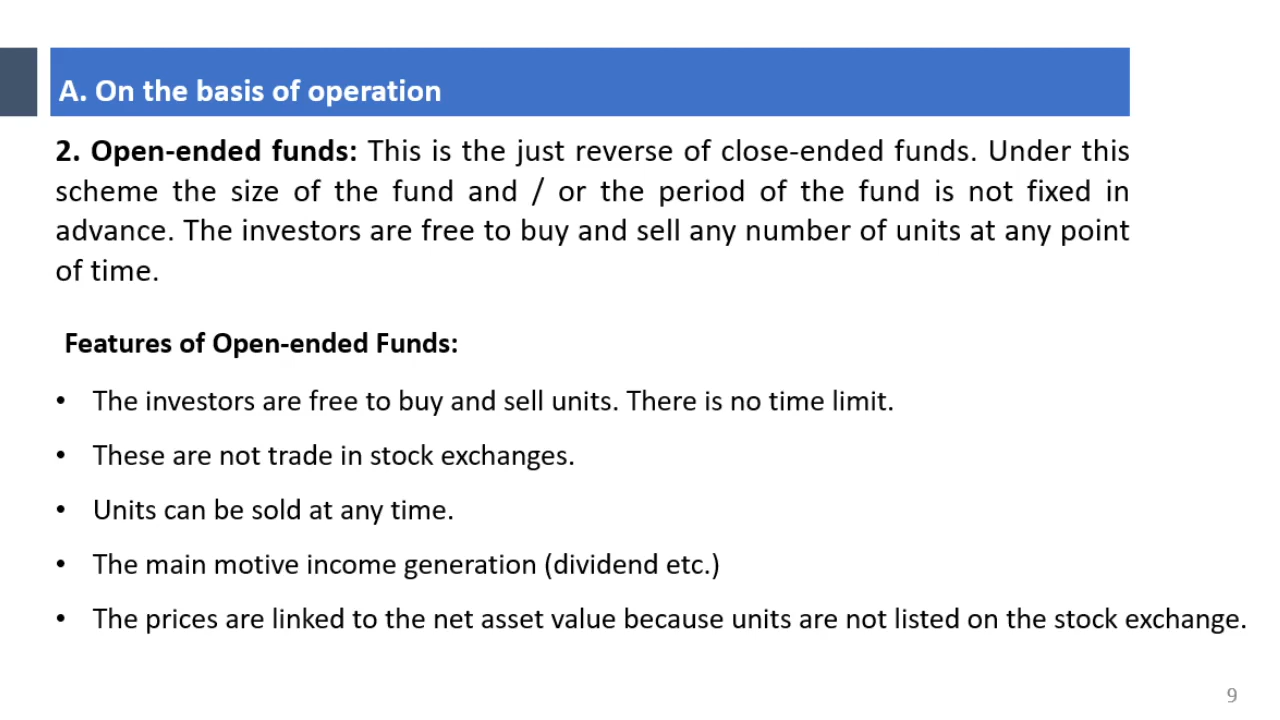 A. On the basis of operation
2. Open-ended funds: This is the just reverse of close-ended funds. Under this
scheme the size of the fund and / or the period of the fund is not fixed in
advance. The investors are free to buy and sell any number of units at any point
of time.
Features of Open-ended Funds:
• The investors are free to buy and sell units. There is no time limit.
• These are not trade in stock exchanges.
• Units can be sold at any time.
• The main motive income generation (dividend etc.)
• The prices are linked to the net asset value because units are not listed on the stock exchange.
9